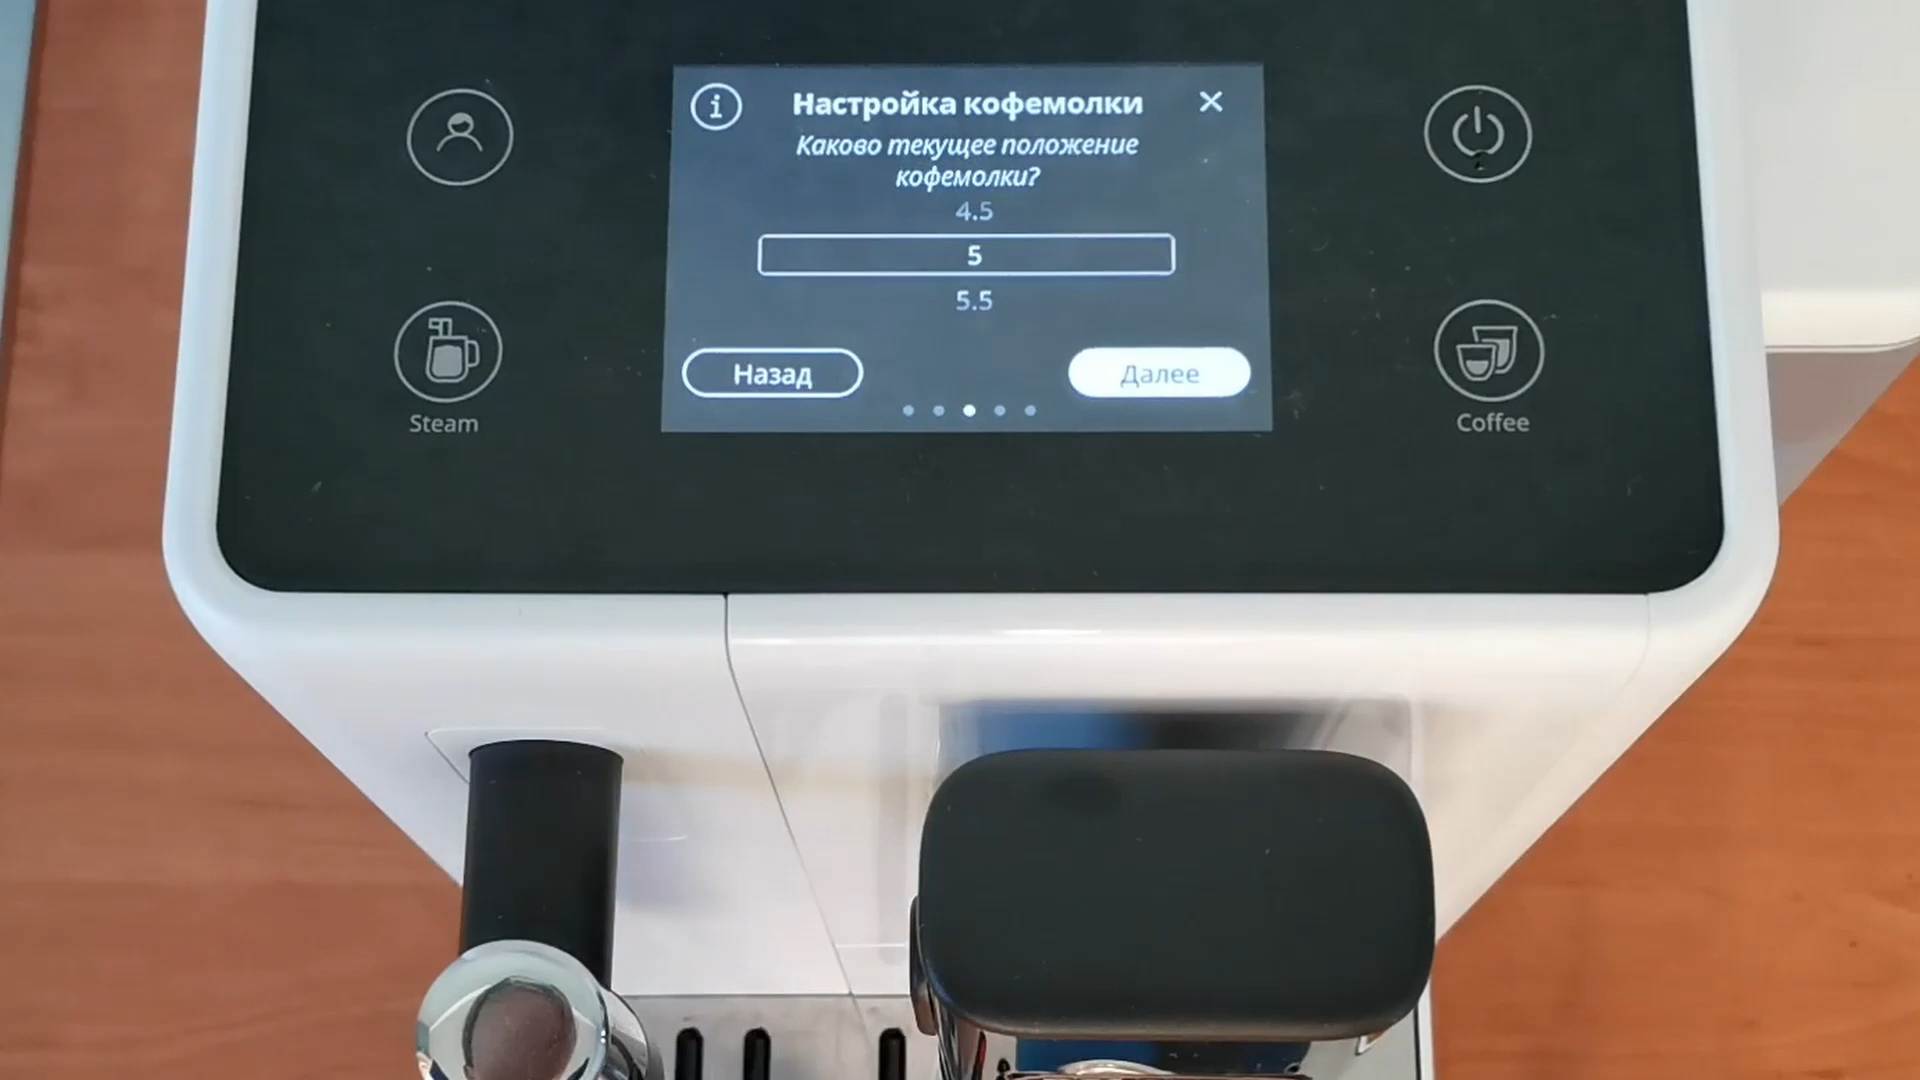 Настройка кофемолки
Каково текущее положение
кофемолки?
4.5
5
5.5
Назад
Далее
Steam
Coffee